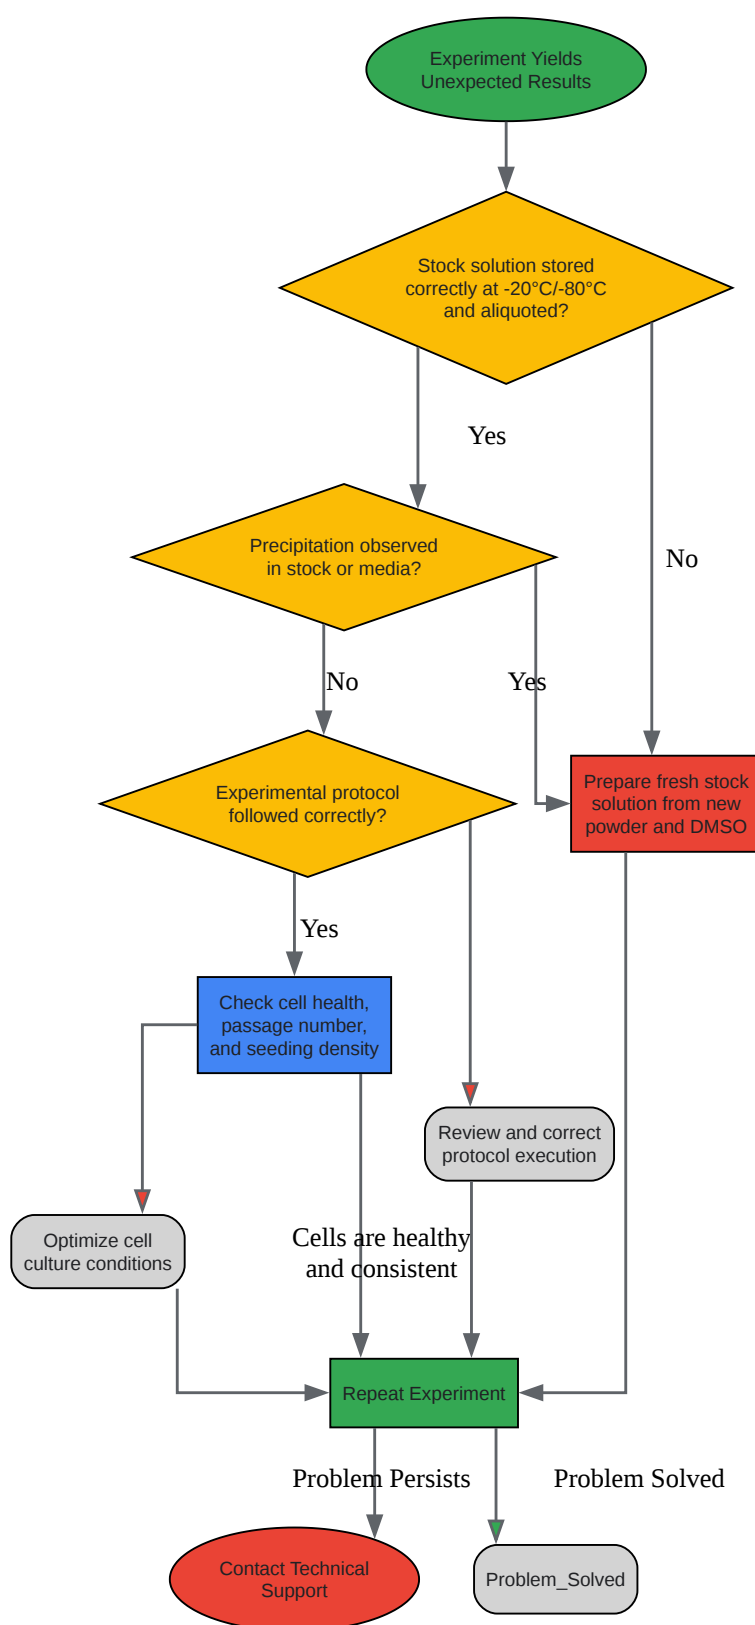 Experiment Yields
Unexpected Results
Stock solution stored
correctly at -20°C/-80°C
and aliquoted?
Yes
No
Precipitation observed
in stock or media?
No
Yes
Prepare fresh stock
solution from new
powder and DMSO
Experimental protocol
followed correctly?
Yes
Check cell health,
passage number,
and seeding density
Review and correct
protocol execution
Optimize cell
culture conditions
Cells are healthy
and consistent
Repeat Experiment
Problem Persists
Problem Solved
Contact Technical
Support
Problem_Solved